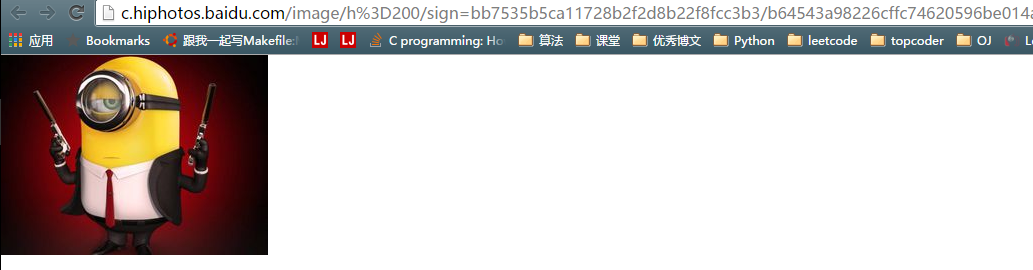 c.hiphotos.baidu.com/image/h%3D200/sign=bb7535b5ca11728b2f2d8b22f8fcc3b3/b64543a98226cffc74620596be014a
应用 Bookmarks 跟我一起写Makefile: LJ LJ C programming: Ho 算法 课堂 优秀博文 Python leetcode topcoder OJ